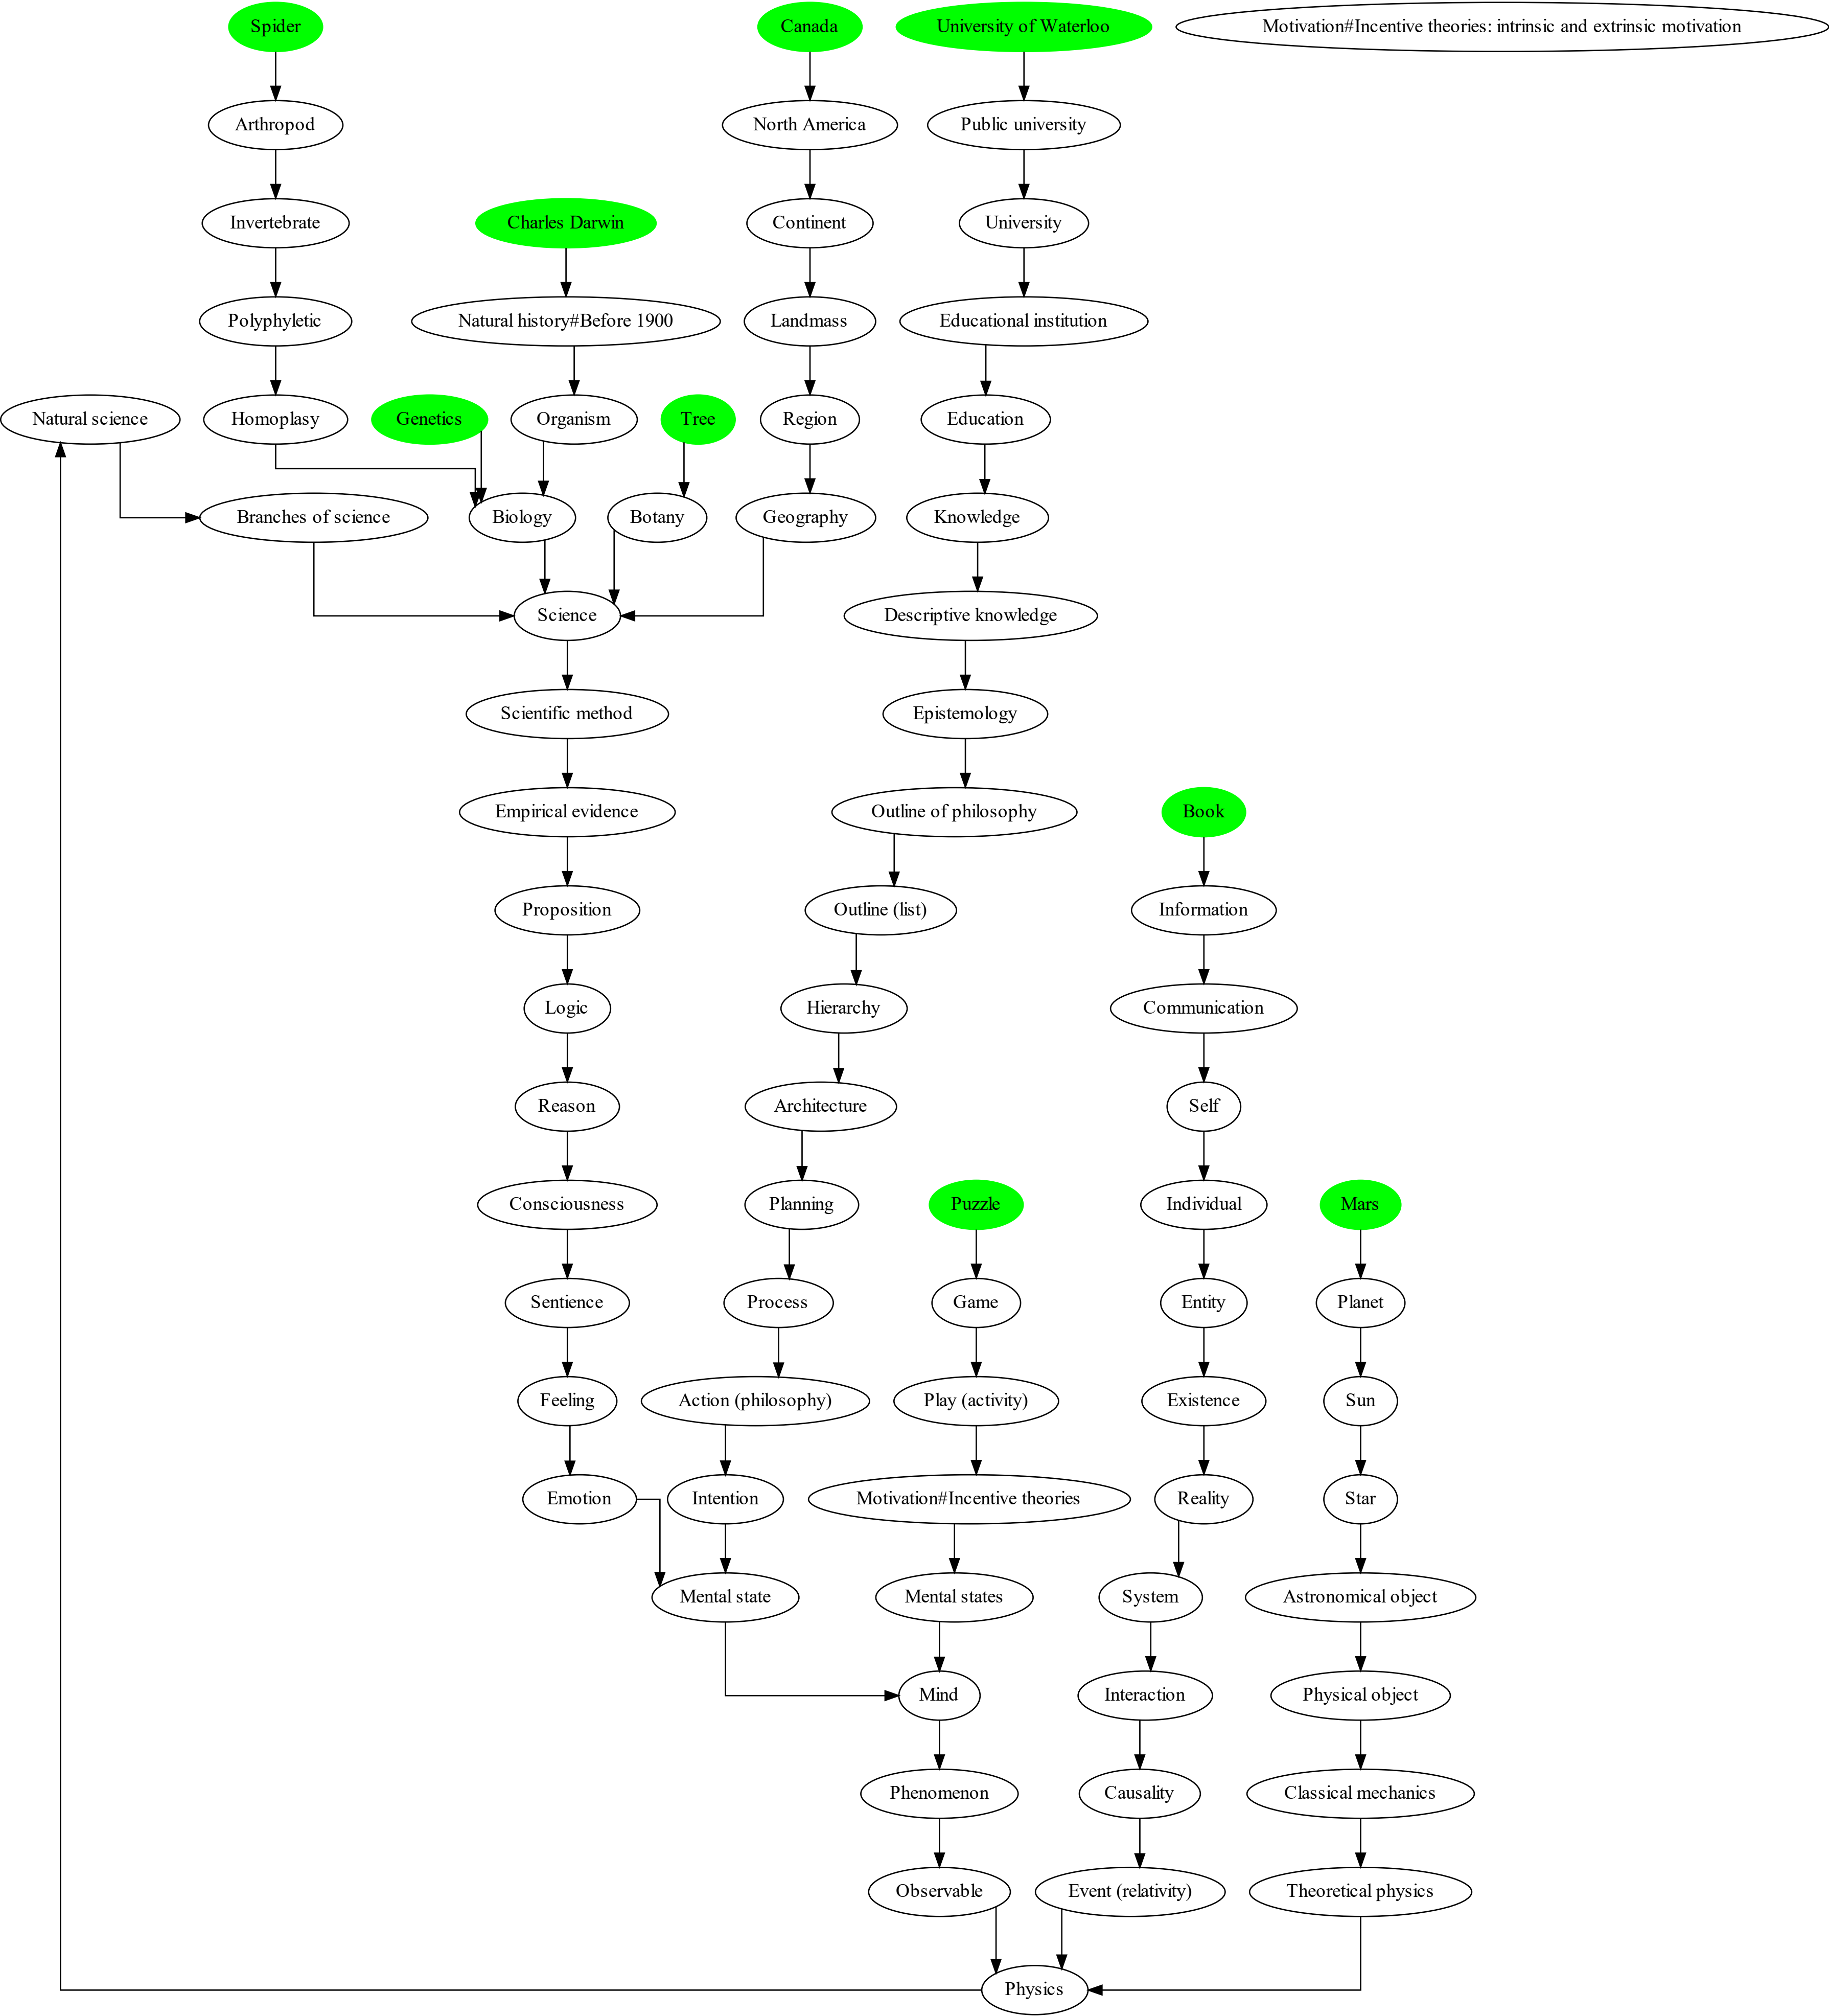 Spider
Canada
University of Waterloo
Motivation#Incentive theories: intrinsic and extrinsic motivation
Arthropod
North America
Public university
Invertebrate
Charles Darwin
Continent
University
Polyphyletic
Natural history#Before 1900
Landmass
Educational institution
Natural science
Homoplasy
Genetics
Organism
Tree
Region
Education
Branches of science
Biology
Botany
Geography
Knowledge
Science
Descriptive knowledge
Scientific method
Epistemology
Empirical evidence
Outline of philosophy
Book
Proposition
Outline (list)
Information
Logic
Hierarchy
Communication
Reason
Architecture
Self
Consciousness
Planning
Puzzle
Individual
Mars
Sentience
Process
Game
Entity
Planet
Feeling
Action (philosophy)
Play (activity)
Existence
Sun
Emotion
Intention
Motivation#Incentive theories
Reality
Star
Mental state
Mental states
System
Astronomical object
Mind
Interaction
Physical object
Phenomenon
Causality
Classical mechanics
Observable
Event (relativity)
Theoretical physics
Physics